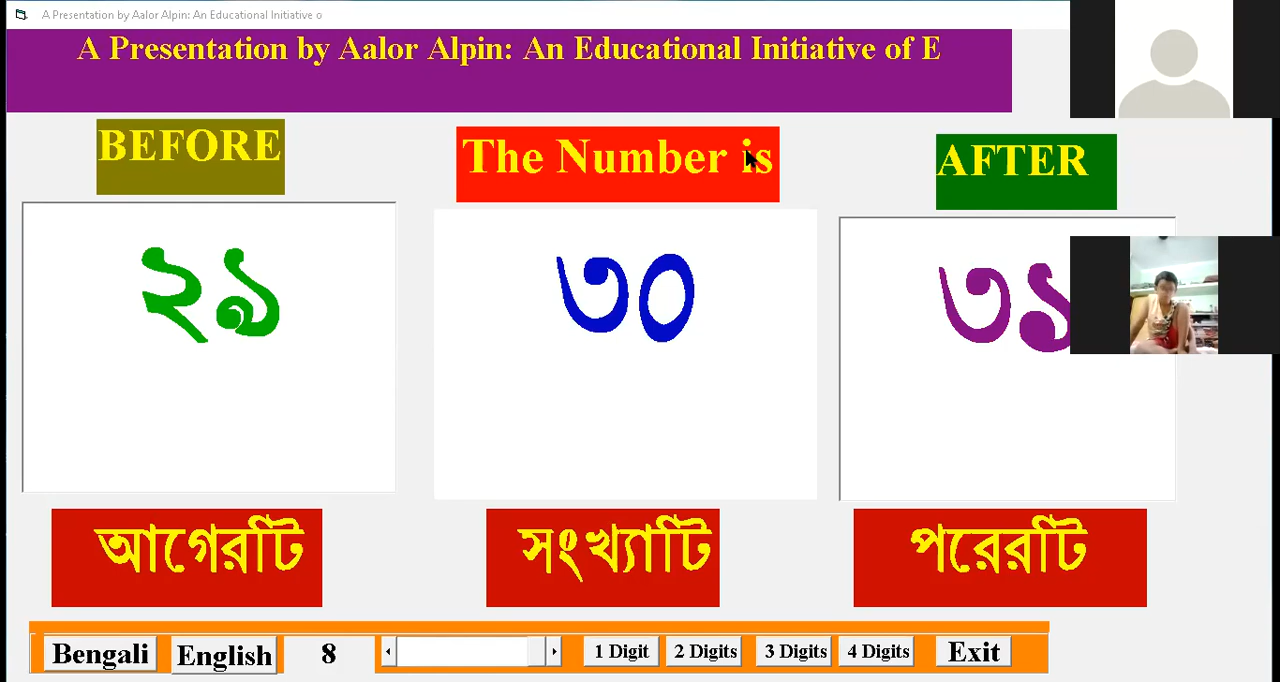 A Presentation by Aalor Alpin: An Educational Initiative o
A Presentation by Aalor Alpin: An Educational Initiative of E
BEFORE
The Number is
AFTER
২৯
৩০
৩১
আগেরটি
সংখ্যাটি
পরেরটি
Bengali
English
8
1 Digit
2 Digits
3 Digits
4 Digits
Exit